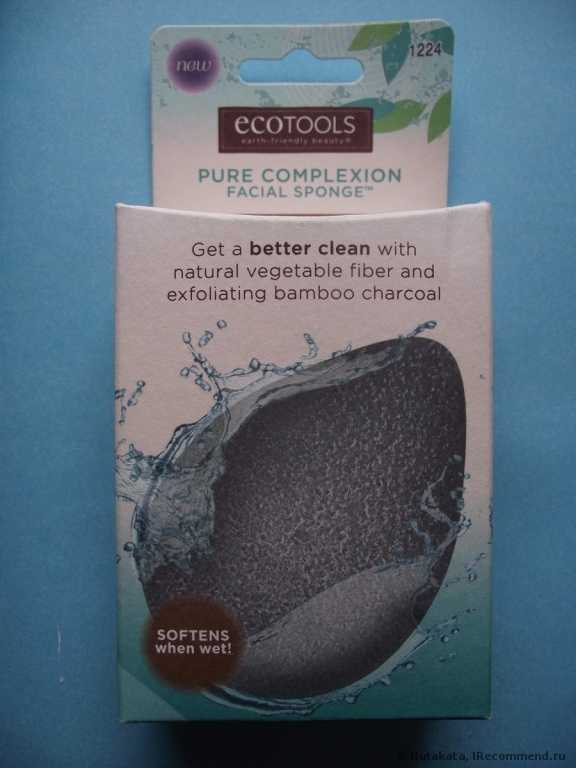 new
1224
ecoTOOLS
earth-friendly beauty®
PURE COMPLEXION
FACIAL SPONGE™
Get a better clean with
natural vegetable fiber and
exfoliating bamboo charcoal
SOFTENS
when wet!
© Rutakata, IRecommend.ru